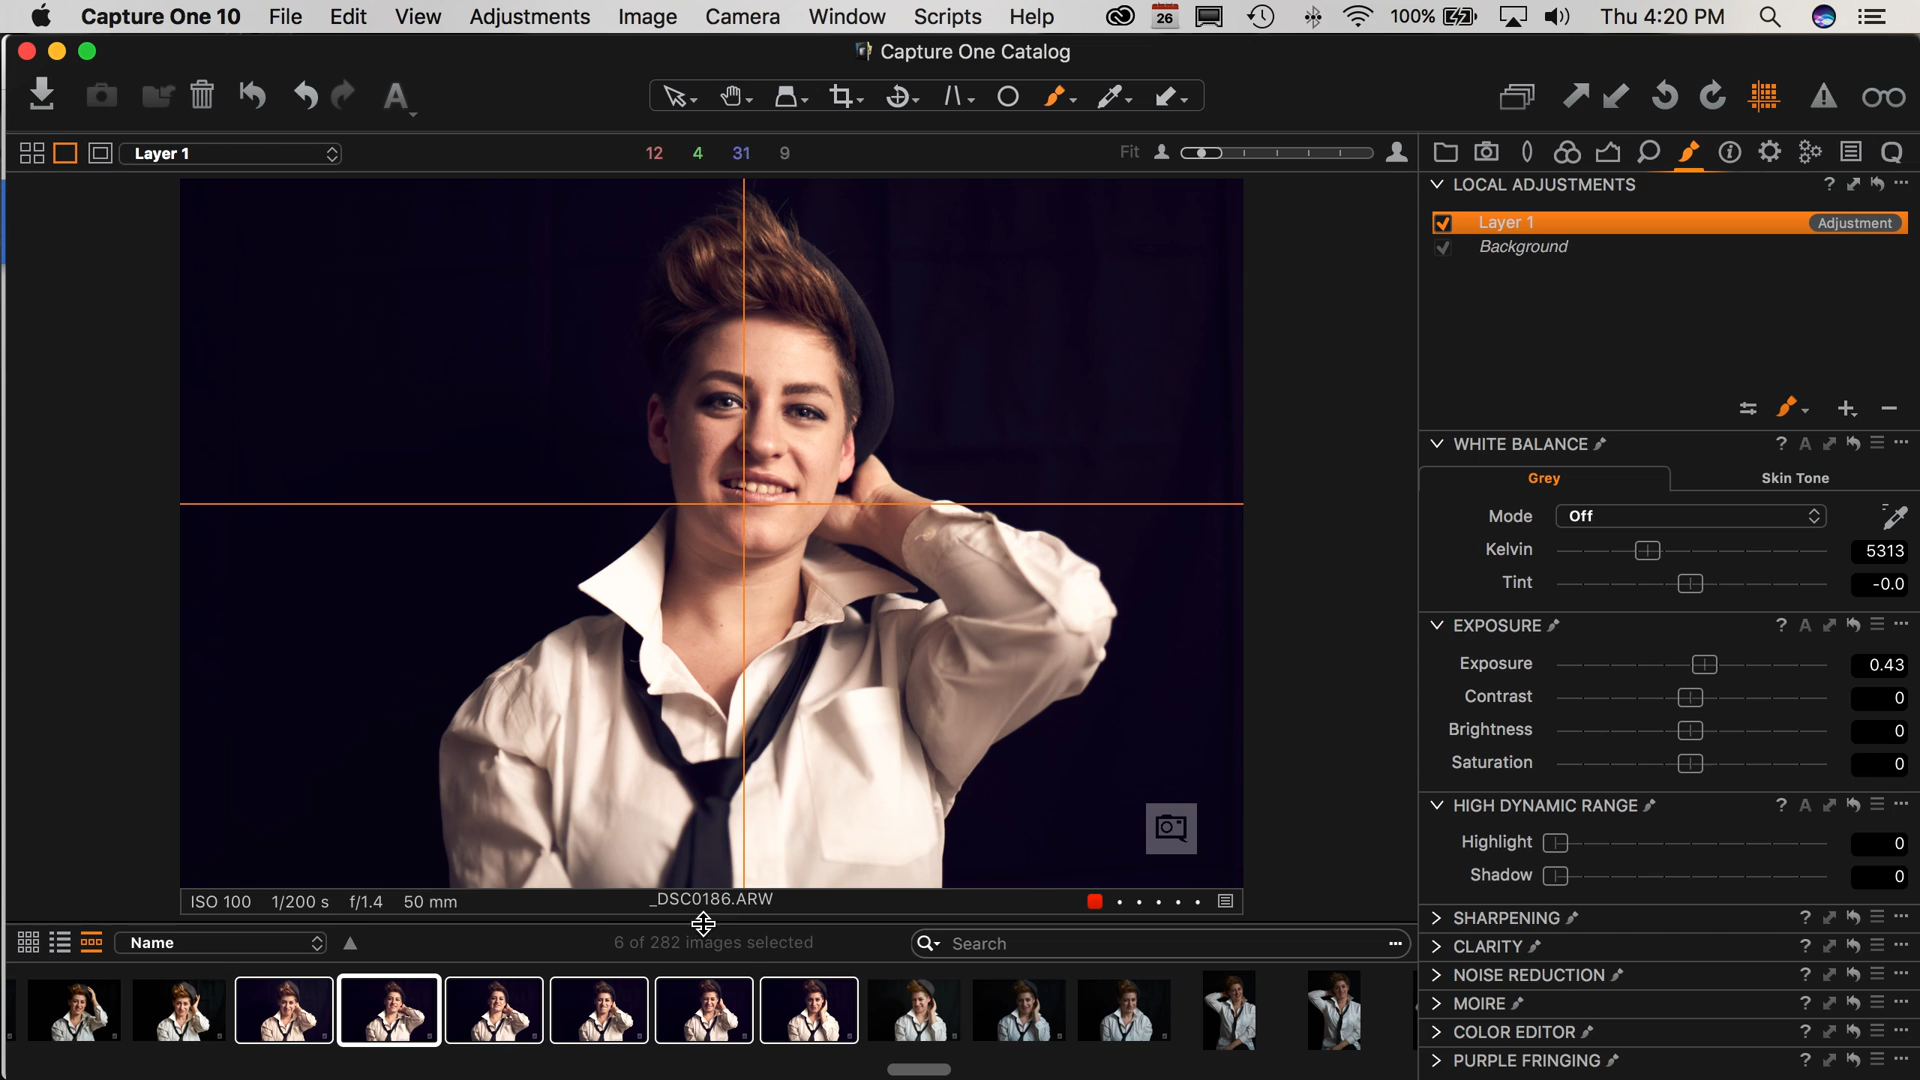 Capture One 10 File Edit View Adjustments Image Camera Window Scripts Help 26 100% Thu 4:20 PM
Capture One Catalog
A
Layer 1 12 4 31 9 Fit
LOCAL ADJUSTMENTS ?
Layer 1 Adjustment
Background
WHITE BALANCE ? A
Grey Skin Tone
Mode Off
Kelvin 5313
Tint -0.0
EXPOSURE ? A
Exposure 0.43
Contrast 0
Brightness 0
Saturation 0
HIGH DYNAMIC RANGE ? A
Highlight 0
Shadow 0
ISO 100 1/200 s f/1.4 50 mm _DSC0186.ARW
Name 6 of 282 images selected Search
SHARPENING ?
CLARITY ?
NOISE REDUCTION ?
MOIRE ?
COLOR EDITOR ?
PURPLE FRINGING ?